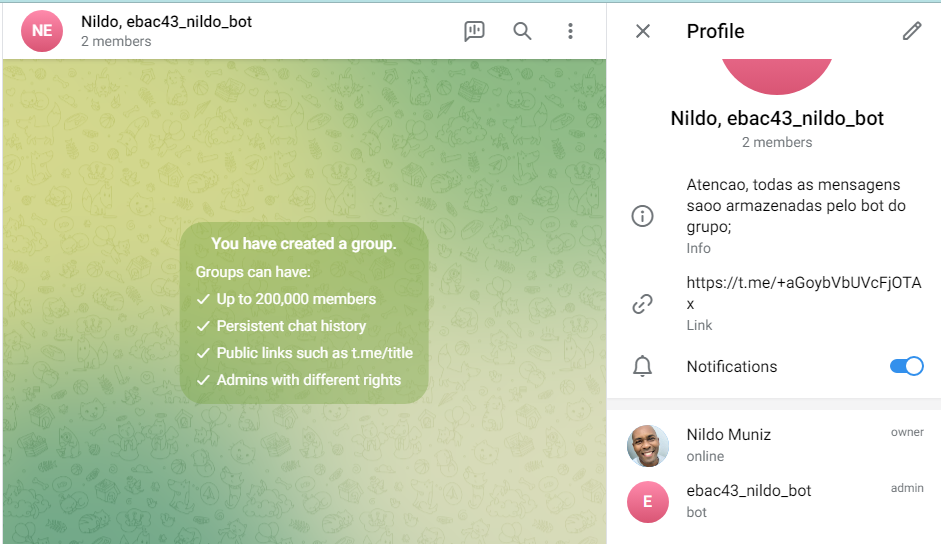 NE
Nildo, ebac43_nildo_bot
2 members
You have created a group.
Groups can have:
Up to 200,000 members
Persistent chat history
Public links such as t.me/title
Admins with different rights
Profile
Nildo, ebac43_nildo_bot
2 members
Atencao, todas as mensagens
saoo armazenadas pelo bot do
grupo;
Info
https://t.me/+aGoybVbUVcFjOTA
x
Link
Notifications
Nildo Muniz
owner
online
E
ebac43_nildo_bot
admin
bot